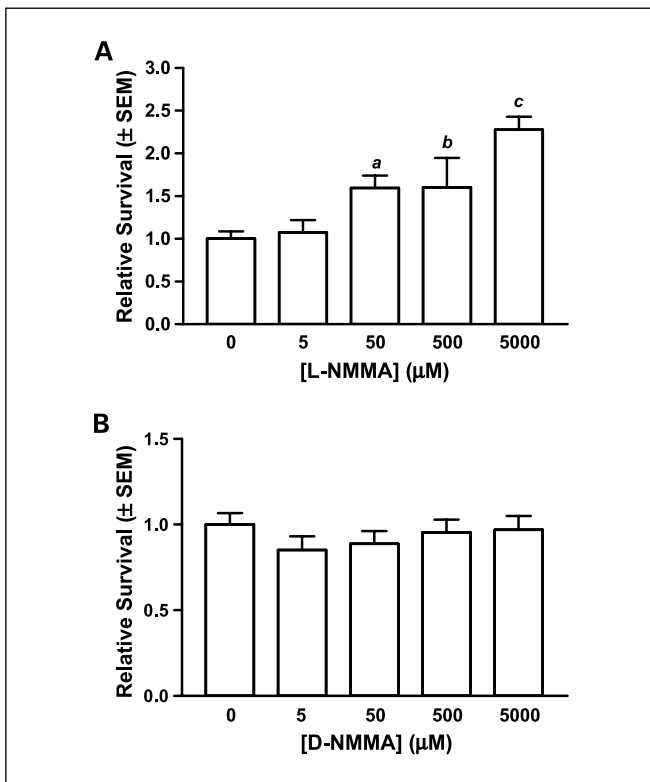 A
Relative Survival (± SEM)
3.0
2.5
2.0
1.5
1.0
0.5
0.0
a
b
c
0 5 50 500 5000
[L-NMMA] (μM)
B
Relative Survival (± SEM)
1.5
1.0
0.5
0.0
0 5 50 500 5000
[D-NMMA] (μM)